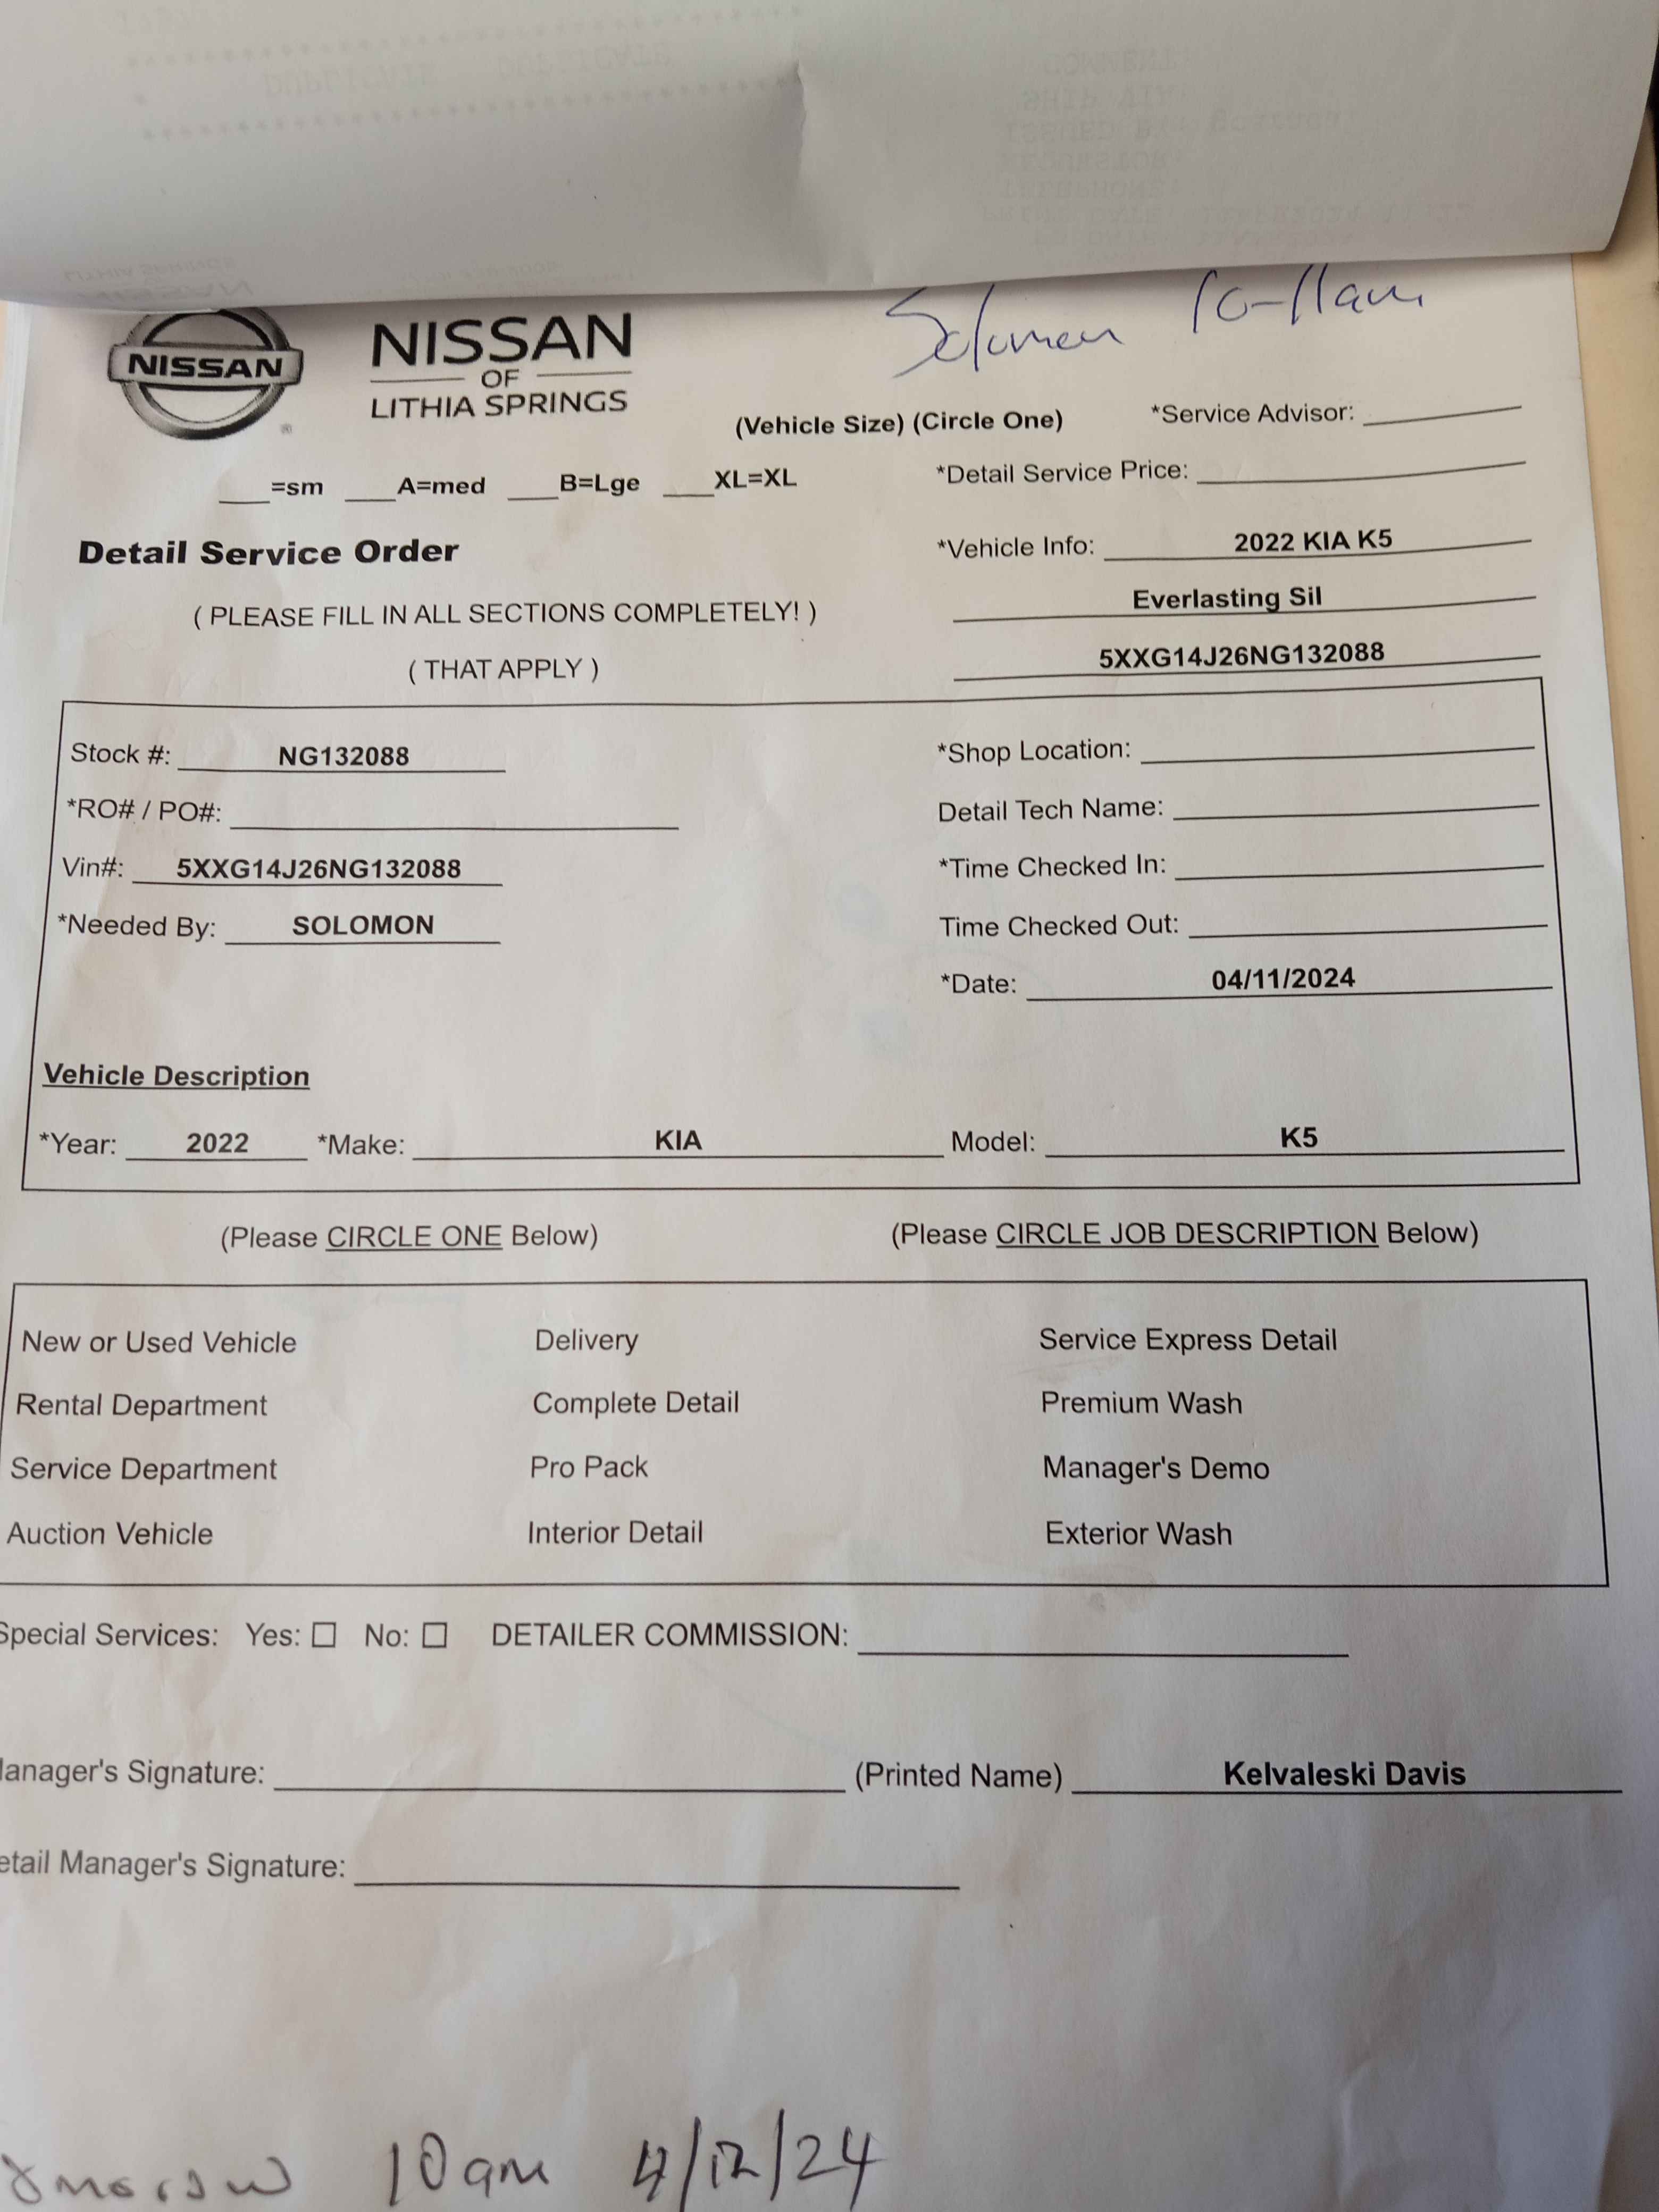 Solomon 10-11am
NISSAN
NISSAN
OF
LITHIA SPRINGS
(Vehicle Size) (Circle One) *Service Advisor:
___=sm ___A=med ___B=Lge ___XL=XL *Detail Service Price:
Detail Service Order *Vehicle Info: 2022 KIA K5
( PLEASE FILL IN ALL SECTIONS COMPLETELY! ) Everlasting Sil
( THAT APPLY ) 5XXG14J26NG132088
Stock #: NG132088 *Shop Location:
*RO# / PO#: Detail Tech Name:
Vin#: 5XXG14J26NG132088 *Time Checked In:
*Needed By: SOLOMON Time Checked Out:
*Date: 04/11/2024
Vehicle Description
*Year: 2022 *Make: KIA Model: K5
(Please CIRCLE ONE Below) (Please CIRCLE JOB DESCRIPTION Below)
New or Used Vehicle Delivery Service Express Detail
Rental Department Complete Detail Premium Wash
Service Department Pro Pack Manager's Demo
Auction Vehicle Interior Detail Exterior Wash
Special Services: Yes: ☐ No: ☐ DETAILER COMMISSION:
anager's Signature: (Printed Name) Kelvaleski Davis
etail Manager's Signature:
omorow 10am 4/12/24